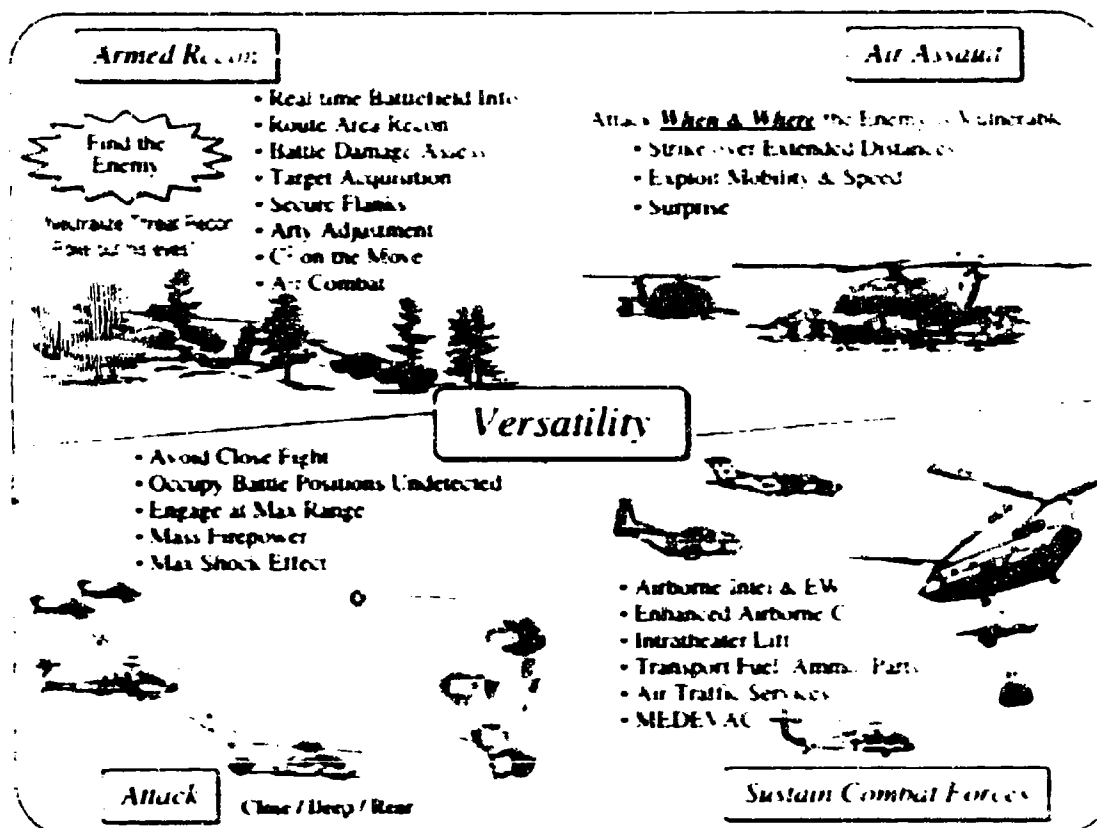 Armed Recon
Find the
Enemy
Neutralize Threat Recon
• Real time Battlefield Info
• Route Area Recon
• Battle Damage Assess
• Target Acquisition
• Secure Flanks
• Arty Adjustment
• on the Move
• Air Combat
Air Assault
Attack When & Where the Enemy is Vulnerable
• Strike over Extended Distances
• Exploit Mobility & Speed
• Surprise
Versatility
• Avoid Close Fight
• Occupy Battle Positions Undetected
• Engage at Max Range
• Mass Firepower
• Max Shock Effect
Attack
Close / Deep / Rear
• Airborne Intel & EW
• Enhanced Airborne C
• Intratheater Lift
• Transport Fuel, Ammo, Parts
• Air Traffic Services
• MEDEVAC
Sustain Combat Forces